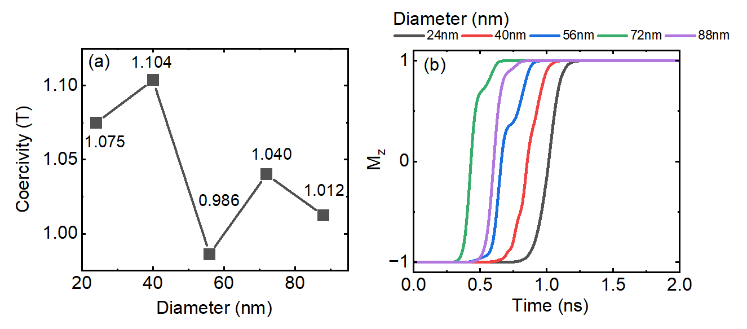 (a)
1.104
1.075
0.986
1.040
1.012
1.10
1.05
1.00
Coercivity (T)
20 40 60 80
Diameter (nm)
Diameter (nm)
24nm 40nm 56nm 72nm 88nm
(b)
1
0
−1
Mz
0.0 0.5 1.0 1.5 2.0
Time (ns)